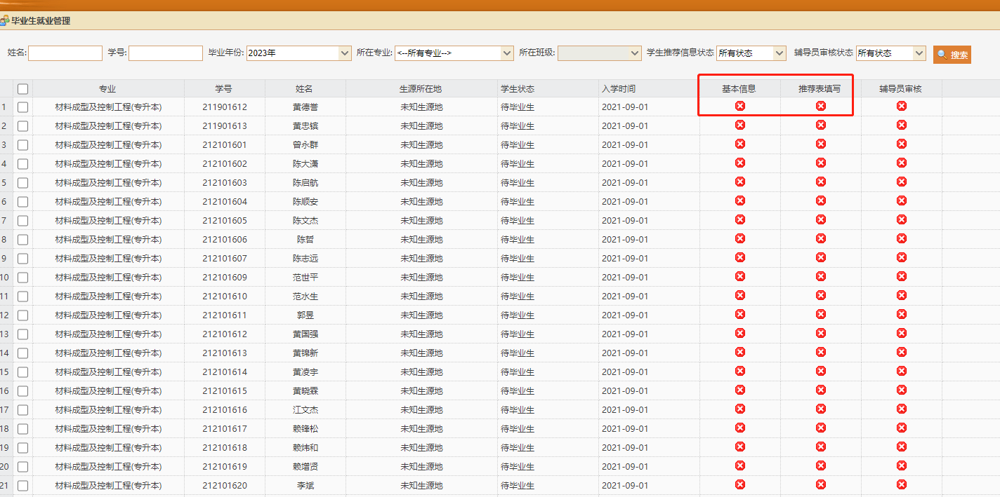 毕业生就业管理
姓名: 学号: 毕业年份: 2023年 所在专业: <--所有专业--> 所在班级: 学生推荐信息状态 所有状态 辅导员审核状态 所有状态 搜索
专业 学号 姓名 生源所在地 学生状态 入学时间 基本信息 推荐表填写 辅导员审核
1 材料成型及控制工程(专升本) 211901612 黄德誉 未知生源地 待毕业生 2021-09-01
2 材料成型及控制工程(专升本) 211901613 黄忠镔 未知生源地 待毕业生 2021-09-01
3 材料成型及控制工程(专升本) 212101601 曾永群 未知生源地 待毕业生 2021-09-01
4 材料成型及控制工程(专升本) 212101602 陈大潇 未知生源地 待毕业生 2021-09-01
5 材料成型及控制工程(专升本) 212101603 陈启航 未知生源地 待毕业生 2021-09-01
6 材料成型及控制工程(专升本) 212101604 陈顺安 未知生源地 待毕业生 2021-09-01
7 材料成型及控制工程(专升本) 212101605 陈文杰 未知生源地 待毕业生 2021-09-01
8 材料成型及控制工程(专升本) 212101606 陈哲 未知生源地 待毕业生 2021-09-01
9 材料成型及控制工程(专升本) 212101607 陈志远 未知生源地 待毕业生 2021-09-01
10 材料成型及控制工程(专升本) 212101609 范世平 未知生源地 待毕业生 2021-09-01
11 材料成型及控制工程(专升本) 212101610 范水生 未知生源地 待毕业生 2021-09-01
12 材料成型及控制工程(专升本) 212101611 郭昱 未知生源地 待毕业生 2021-09-01
13 材料成型及控制工程(专升本) 212101612 黄国强 未知生源地 待毕业生 2021-09-01
14 材料成型及控制工程(专升本) 212101613 黄锦新 未知生源地 待毕业生 2021-09-01
15 材料成型及控制工程(专升本) 212101614 黄凌宇 未知生源地 待毕业生 2021-09-01
16 材料成型及控制工程(专升本) 212101615 黄晓霖 未知生源地 待毕业生 2021-09-01
17 材料成型及控制工程(专升本) 212101616 江文杰 未知生源地 待毕业生 2021-09-01
18 材料成型及控制工程(专升本) 212101617 赖锋松 未知生源地 待毕业生 2021-09-01
19 材料成型及控制工程(专升本) 212101618 赖炜和 未知生源地 待毕业生 2021-09-01
20 材料成型及控制工程(专升本) 212101619 赖增贤 未知生源地 待毕业生 2021-09-01
21 材料成型及控制工程(专升本) 212101620 李斌 未知生源地 待毕业生 2021-09-01